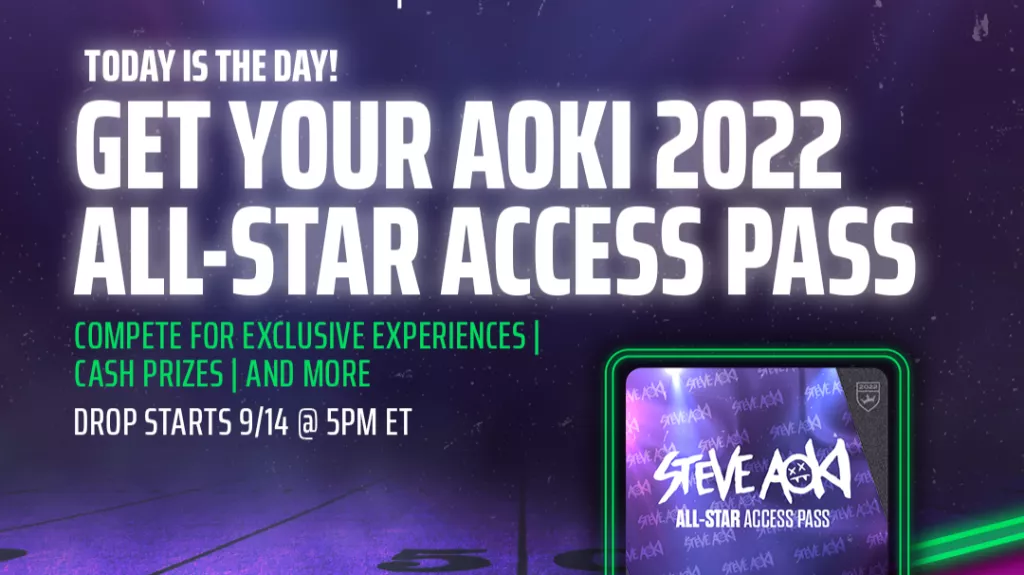 TODAY IS THE DAY!
GET YOUR AOKI 2022
ALL-STAR ACCESS PASS
COMPETE FOR EXCLUSIVE EXPERIENCES |
CASH PRIZES | AND MORE
DROP STARTS 9/14 @ 5PM ET
2022
STEVE AOKI
ALL-STAR ACCESS PASS
5